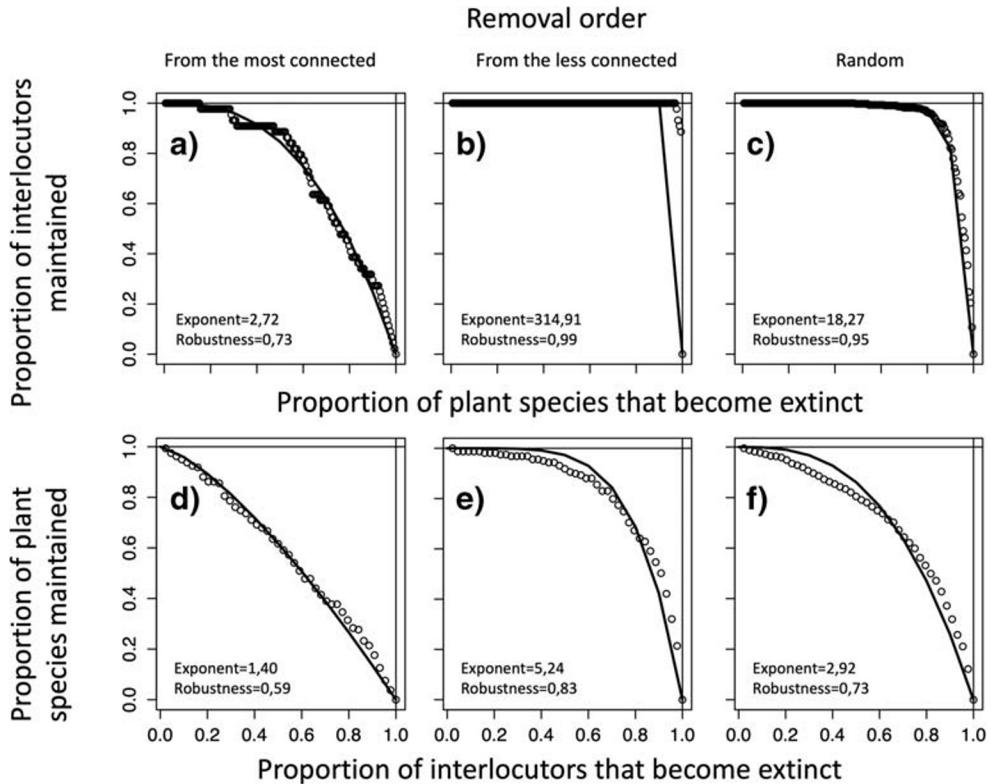 Removal order
From the most connected
From the less connected
Random
Proportion of interlocutors
maintained
1.0
0.8
0.6
0.4
0.2
0.0
a)
Exponent=2,72
Robustness=0,73
b)
Exponent=314,91
Robustness=0,99
c)
Exponent=18,27
Robustness=0,95
Proportion of plant species that become extinct
Proportion of plant
species maintained
1.0
0.8
0.6
0.4
0.2
0.0
d)
Exponent=1,40
Robustness=0,59
e)
Exponent=5,24
Robustness=0,83
f)
Exponent=2,92
Robustness=0,73
0.0 0.2 0.4 0.6 0.8 1.0
0.0 0.2 0.4 0.6 0.8 1.0
0.0 0.2 0.4 0.6 0.8 1.0
Proportion of interlocutors that become extinct